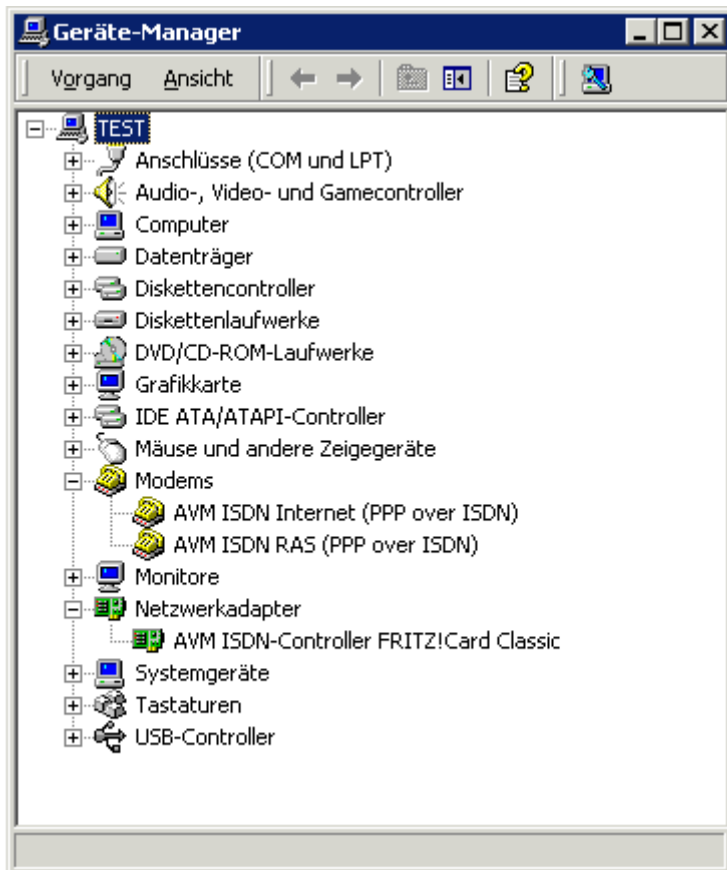 Geräte-Manager
Vorgang Ansicht
TEST
Anschlüsse (COM und LPT)
Audio-, Video- und Gamecontroller
Computer
Datenträger
Diskettencontroller
Diskettenlaufwerke
DVD/CD-ROM-Laufwerke
Grafikkarte
IDE ATA/ATAPI-Controller
Mäuse und andere Zeigegeräte
Modems
AVM ISDN Internet (PPP over ISDN)
AVM ISDN RAS (PPP over ISDN)
Monitore
Netzwerkadapter
AVM ISDN-Controller FRITZ!Card Classic
Systemgeräte
Tastaturen
USB-Controller